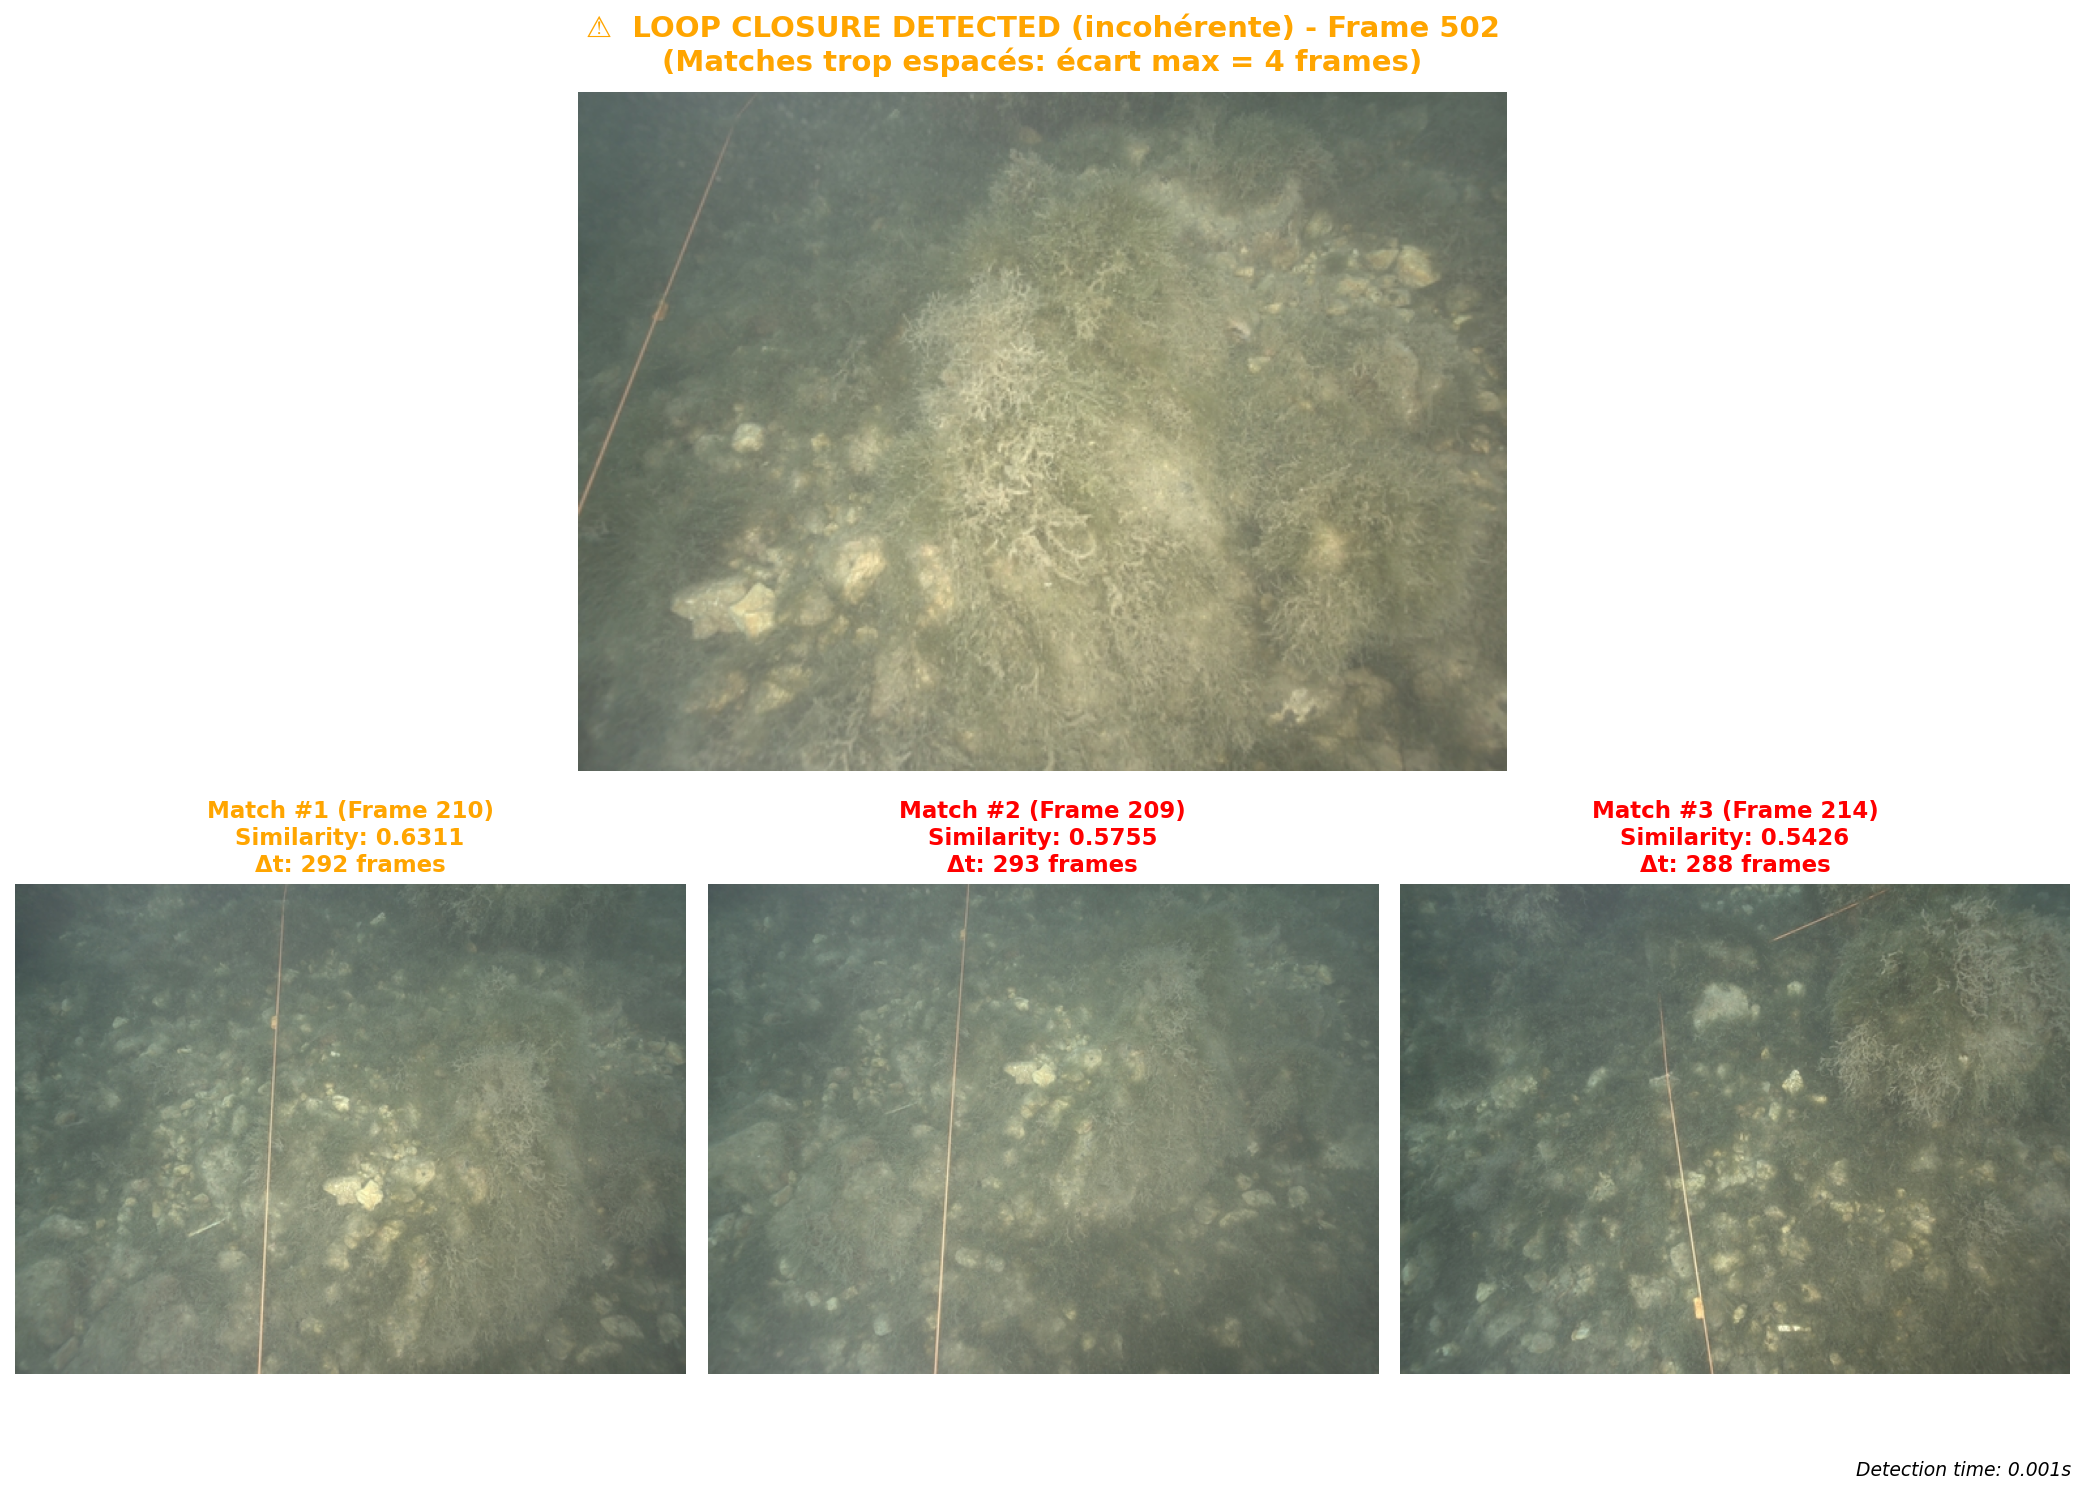 ⚠ LOOP CLOSURE DETECTED (incohérente) - Frame 502
(Matches trop espacés: écart max = 4 frames)
Match #1 (Frame 210)
Similarity: 0.6311
Δt: 292 frames
Match #2 (Frame 209)
Similarity: 0.5755
Δt: 293 frames
Match #3 (Frame 214)
Similarity: 0.5426
Δt: 288 frames
Detection time: 0.001s